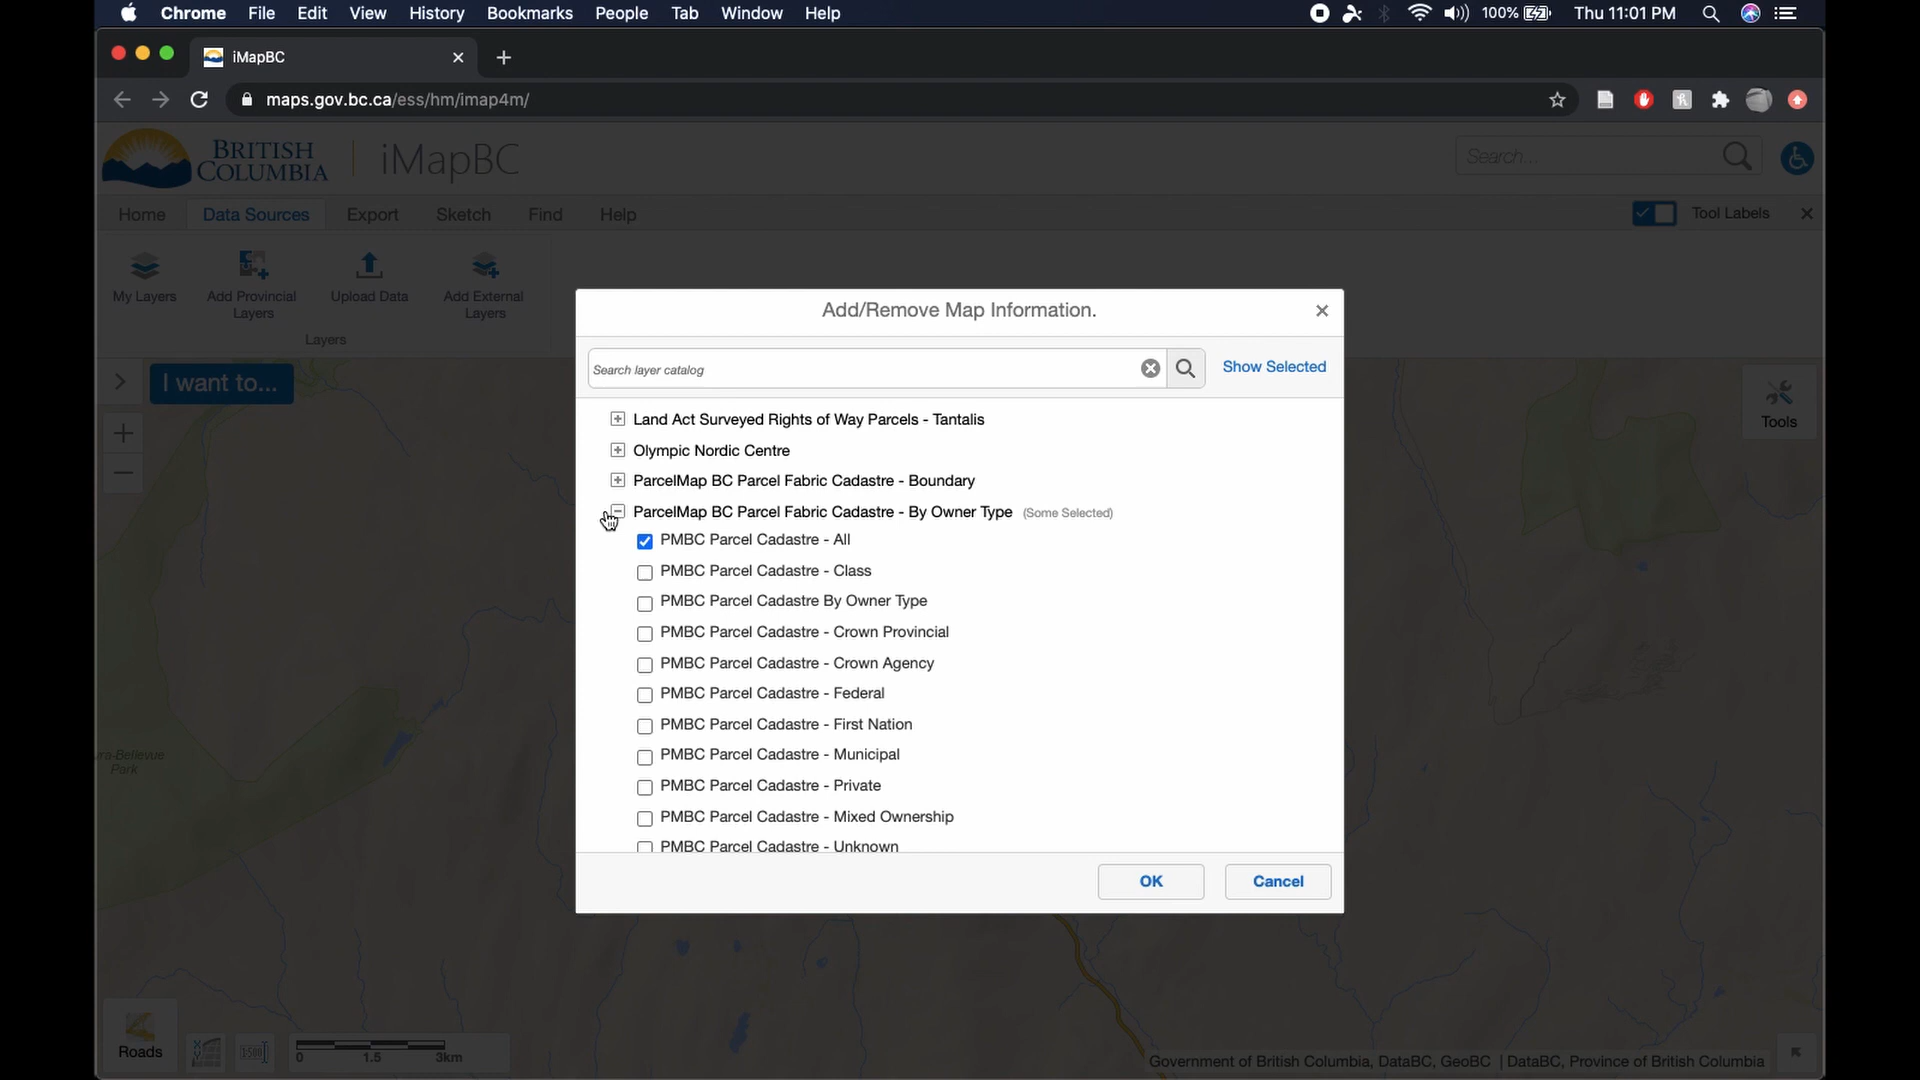 Chrome File Edit View History Bookmarks People Tab Window Help 100% Thu 11:01 PM
iMapBC
maps.gov.bc.ca/ess/hm/imap4m/
BRITISH COLUMBIA iMapBC Search...
Home Data Sources Export Sketch Find Help Tool Labels
My Layers Add Provincial Layers Upload Data Add External Layers
Layers
I want to...
Tools
Add/Remove Map Information.
Search layer catalog Show Selected
Land Act Surveyed Rights of Way Parcels - Tantalis
Olympic Nordic Centre
ParcelMap BC Parcel Fabric Cadastre - Boundary
ParcelMap BC Parcel Fabric Cadastre - By Owner Type (Some Selected)
PMBC Parcel Cadastre - All
PMBC Parcel Cadastre - Class
PMBC Parcel Cadastre By Owner Type
PMBC Parcel Cadastre - Crown Provincial
PMBC Parcel Cadastre - Crown Agency
PMBC Parcel Cadastre - Federal
PMBC Parcel Cadastre - First Nation
PMBC Parcel Cadastre - Municipal
PMBC Parcel Cadastre - Private
PMBC Parcel Cadastre - Mixed Ownership
PMBC Parcel Cadastre - Unknown
OK Cancel
ra-Bellevue
Park
Roads
0 1.5 3km
Government of British Columbia, DataBC, GeoBC | DataBC, Province of British Columbia